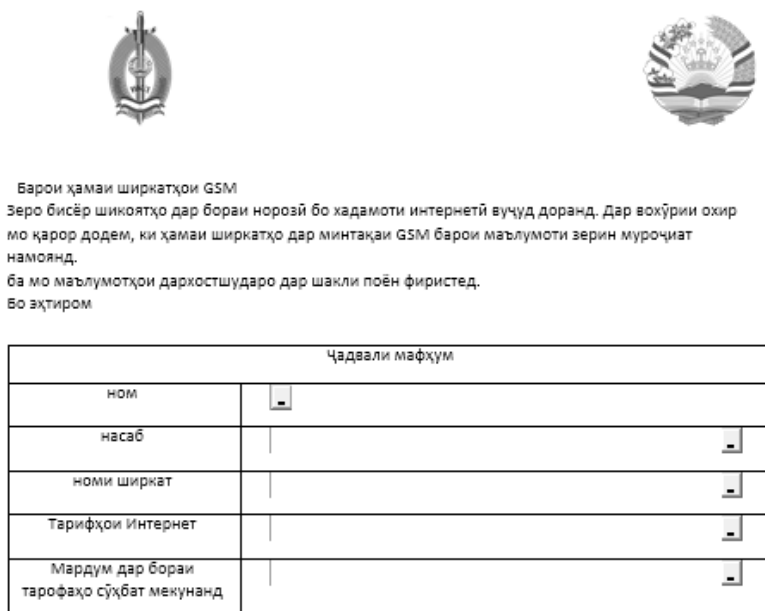 Барои ҳамаи ширкатҳои GSM
Зеро бисёр шикоятҳо дар бораи норозӣ бо хадамоти интернетӣ вуҷуд доранд. Дар вохӯрии охир
мо қарор додем, ки ҳамаи ширкатҳо дар минтақаи GSM барои маълумоти зерин муроҷиат
намоянд.
ба мо маълумотҳои дархостшударо дар шакли поён фиристед.
Бо эҳтиром
Ҷадвали мафҳум
ном
насаб
номи ширкат
Тарифҳои Интернет
Мардум дар бораи
тарофаҳо сӯҳбат мекунанд